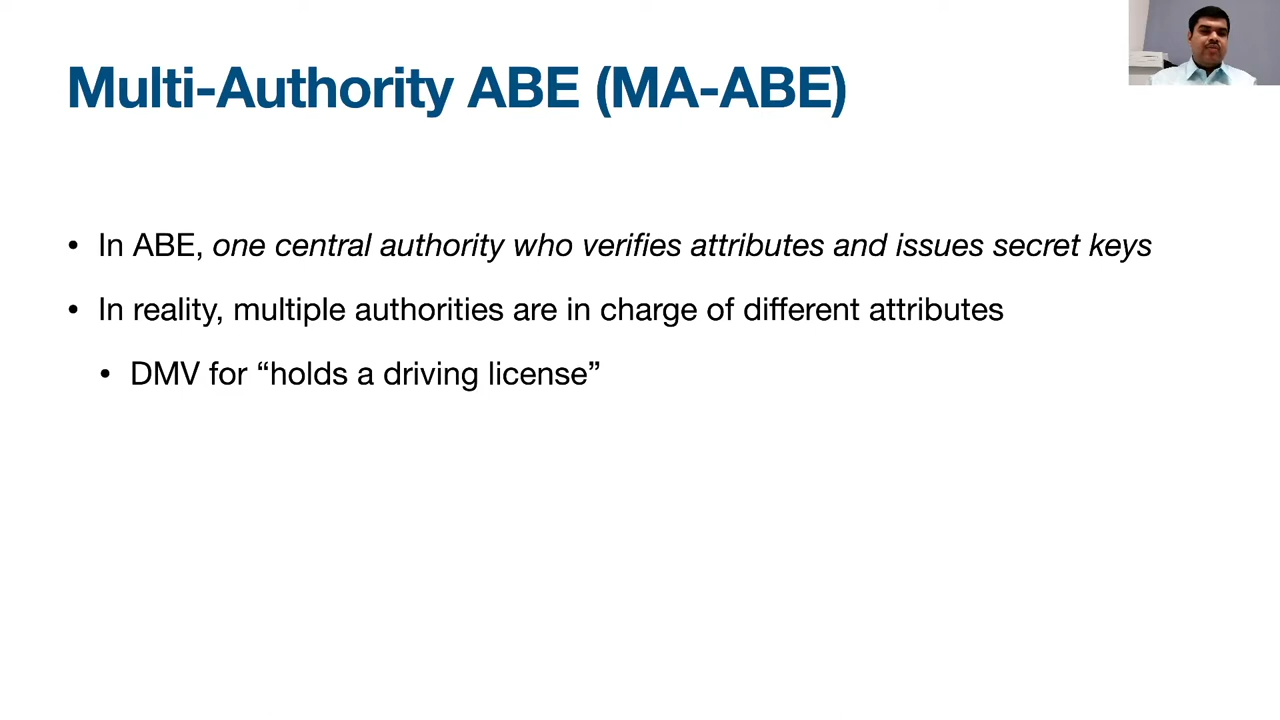 Multi-Authority ABE (MA-ABE)
• In ABE, one central authority who verifies attributes and issues secret keys
• In reality, multiple authorities are in charge of different attributes
• DMV for “holds a driving license”